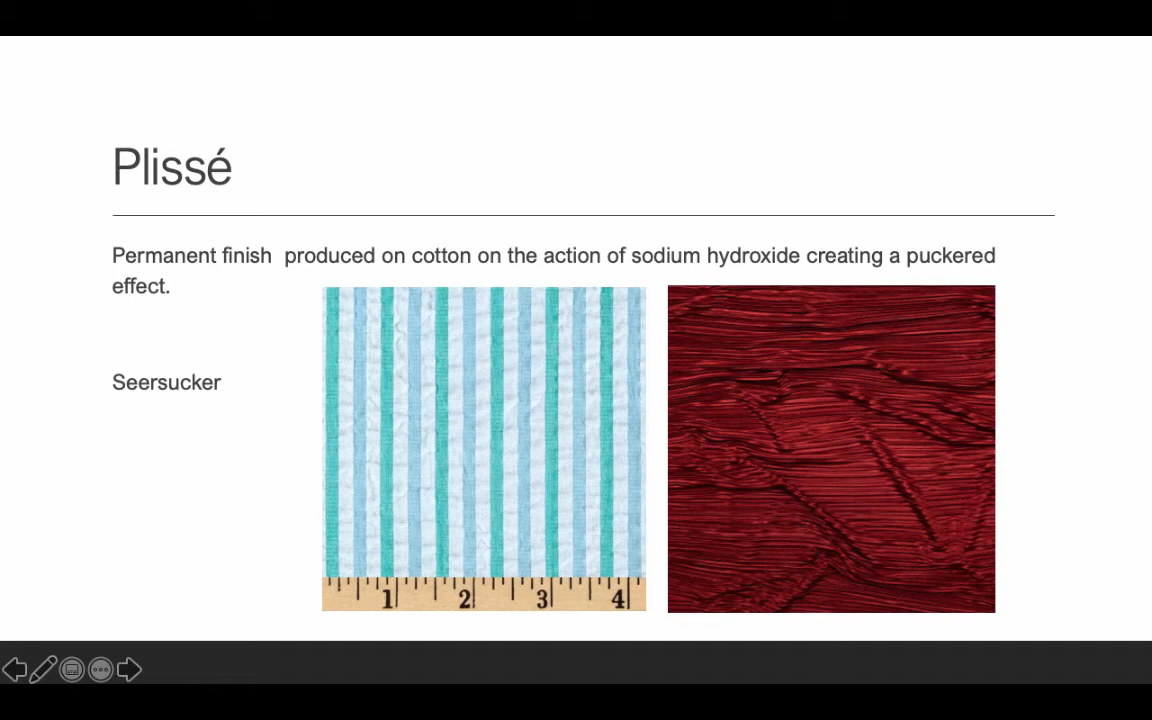 Plissé
Permanent finish  produced on cotton on the action of sodium hydroxide creating a puckered
effect.
Seersucker
1 2 3 4